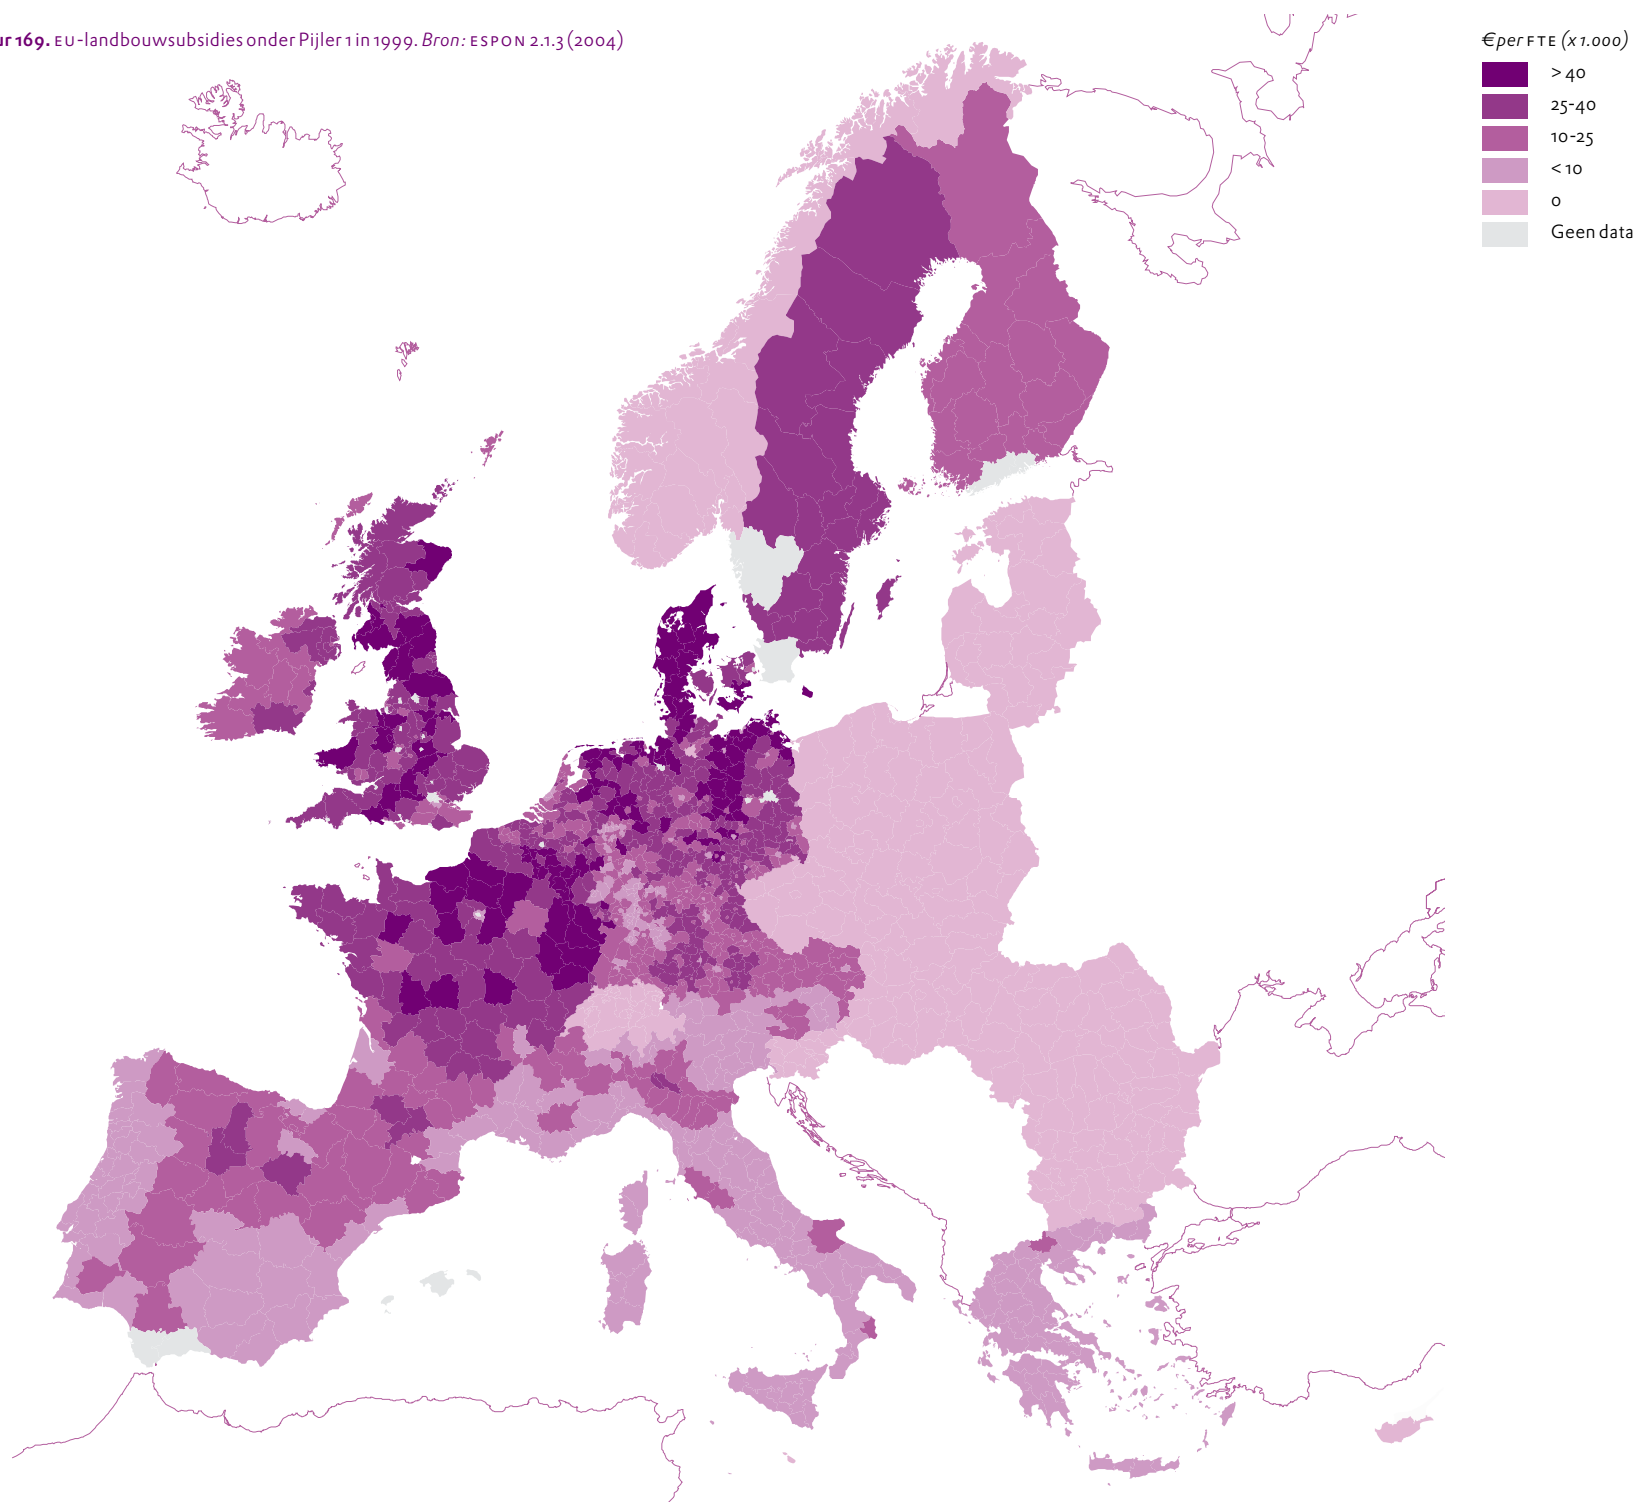 ur 169. EU-landbouwsubsidies onder Pijler 1 in 1999. Bron: ESPON 2.1.3 (2004)
€ per FTE (x 1.000)
> 40
25-40
10-25
< 10
0
Geen data